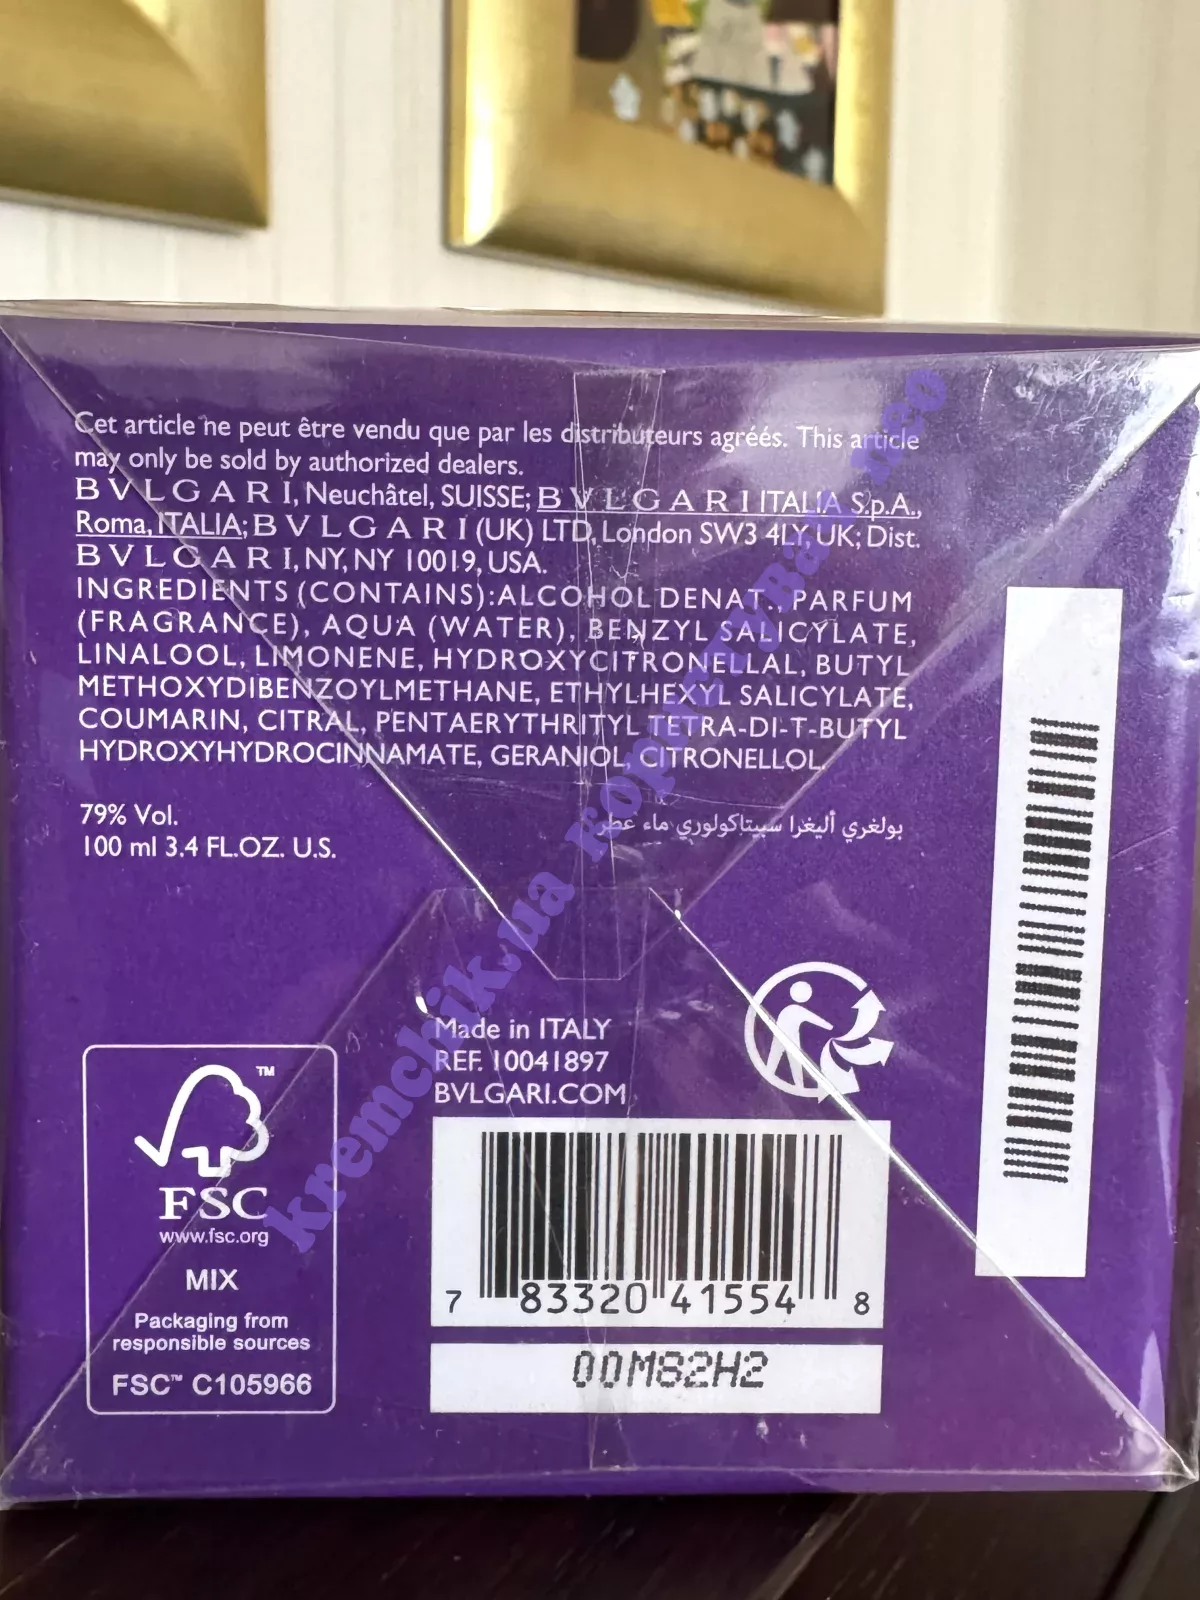 Cet article ne peut être vendu que par les distributeurs agréés. This article
may only be sold by authorized dealers.
BVLGARI, Neuchâtel, SUISSE; BVLGARI ITALIA S.p.A.,
Roma, ITALIA; BVLGARI (UK) LTD, London SW3 4LY, UK; Dist.
BVLGARI, NY, NY 10019, USA.
INGREDIENTS (CONTAINS): ALCOHOL DENAT., PARFUM
(FRAGRANCE), AQUA (WATER), BENZYL SALICYLATE,
LINALOOL, LIMONENE, HYDROXYCITRONELLAL, BUTYL
METHOXYDIBENZOYLMETHANE, ETHYLHEXYL SALICYLATE,
COUMARIN, CITRAL, PENTAERYTHRITYL TETRA-DI-T-BUTYL
HYDROXYHYDROCINNAMATE, GERANIOL, CITRONELLOL.
79% Vol.
100 ml 3.4 FL.OZ. U.S.
بولغري أليغرا سبيتاكولوري ماء عطر
Made in ITALY
REF. 10041897
BVLGARI.COM
TM
FSC
www.fsc.org
MIX
Packaging from
responsible sources
FSC™ C105966
7 83320 41554 8
00M82H2
kremchik.ua